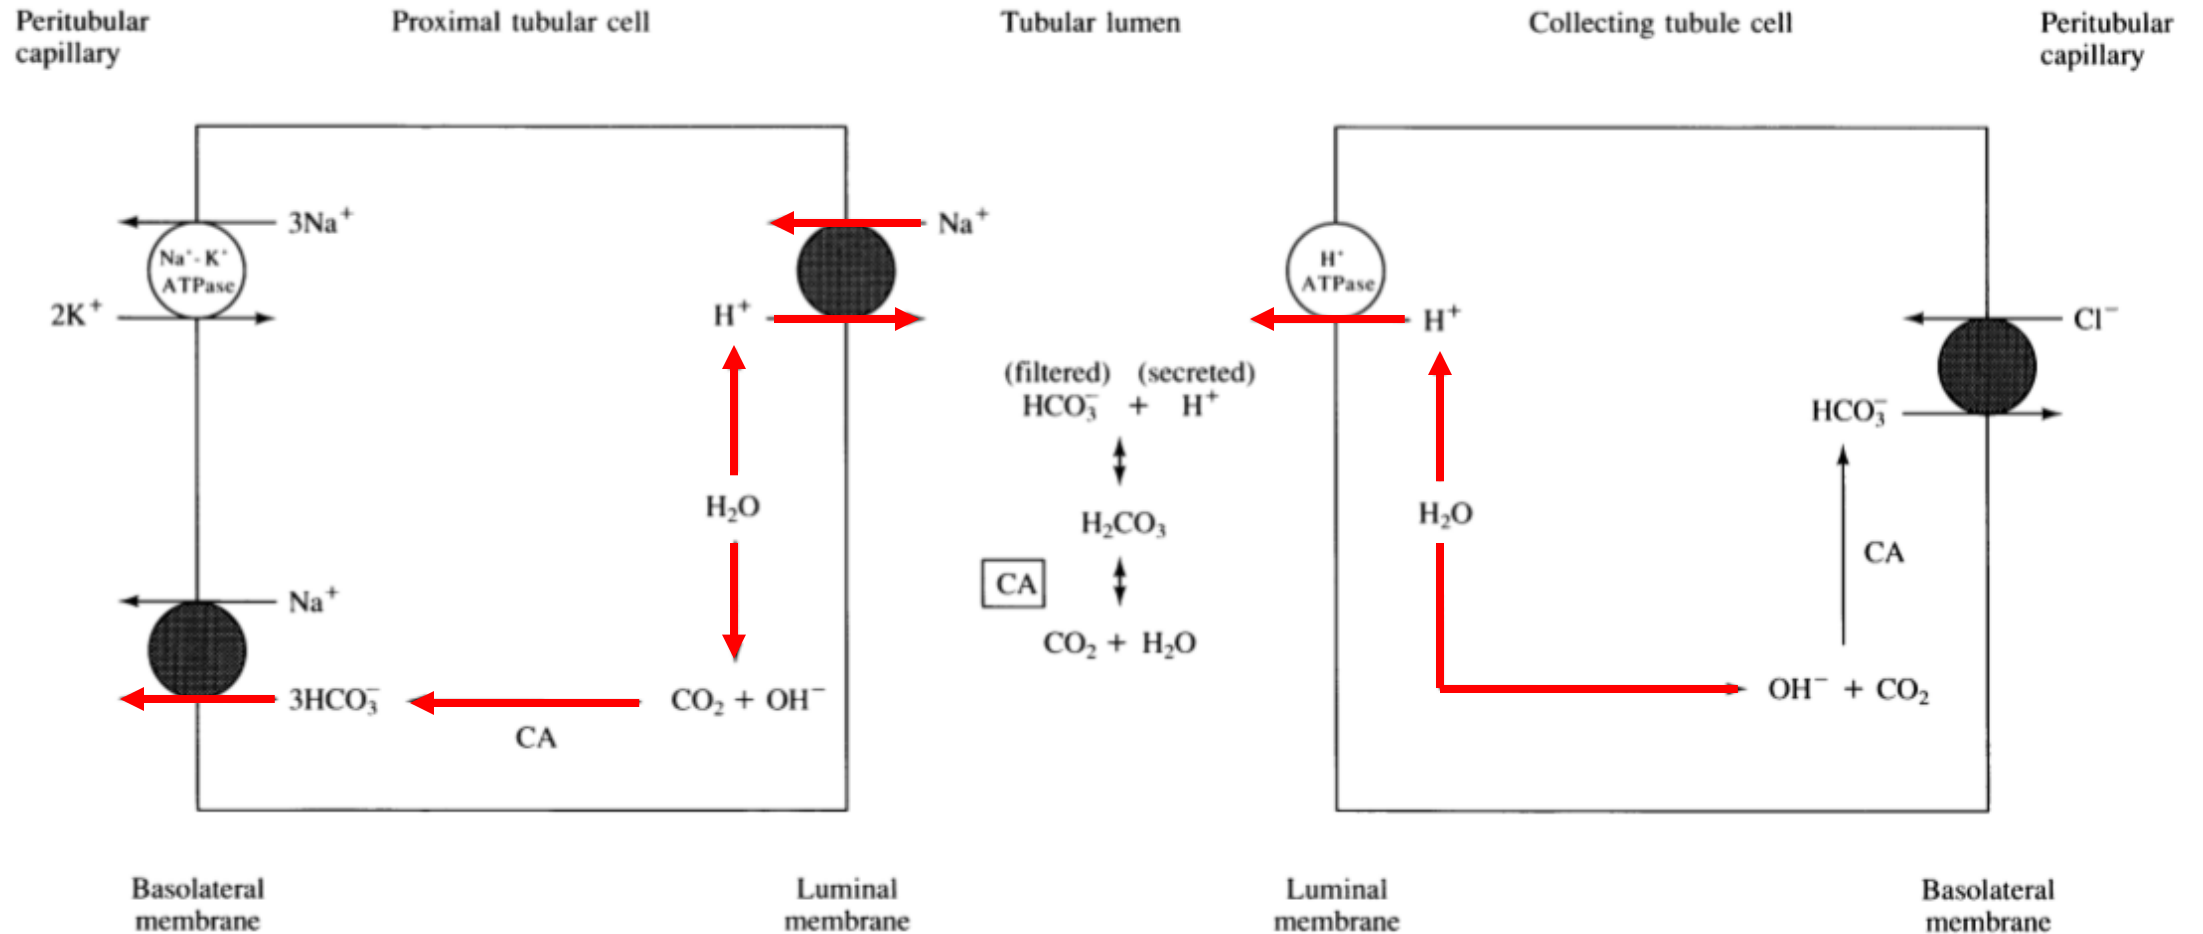 Peritubular
capillary
Proximal tubular cell
Tubular lumen
Collecting tubule cell
Peritubular
capillary
3Na⁺
Na⁺-K⁺
ATPase
2K⁺
Na⁺
H⁺
H₂O
Na⁺
3HCO₃⁻
CO₂ + OH⁻
CA
(filtered) (secreted)
HCO₃⁻ + H⁺
H₂CO₃
CA
CO₂ + H₂O
H⁺
ATPase
H⁺
H₂O
Cl⁻
HCO₃⁻
CA
OH⁻ + CO₂
Basolateral
membrane
Luminal
membrane
Luminal
membrane
Basolateral
membrane